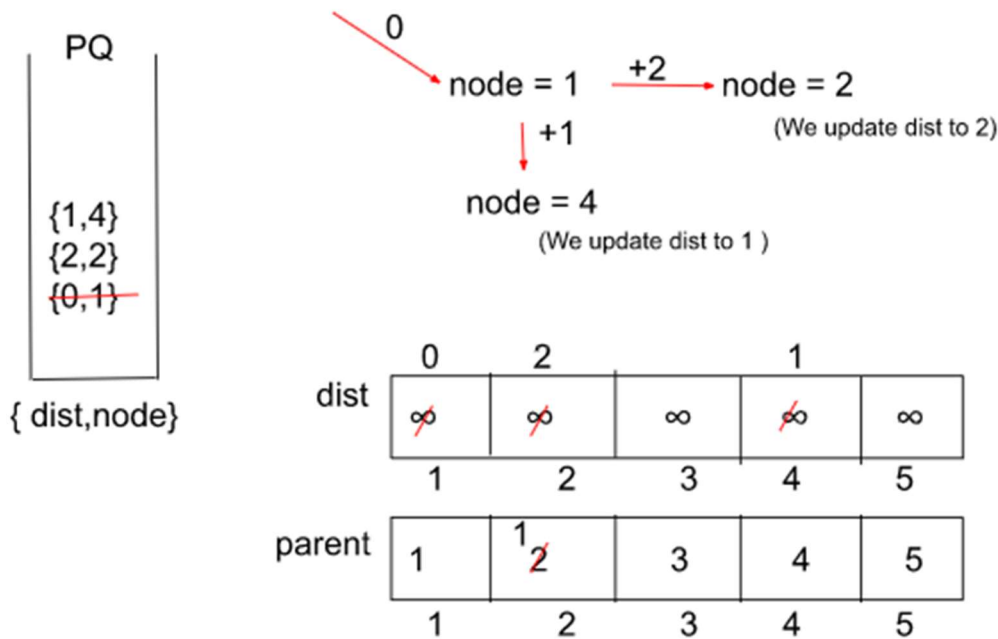 PQ
{1,4}
{2,2}
{0,1}
{ dist,node}
0
node = 1
+2
node = 2
(We update dist to 2)
+1
node = 4
(We update dist to 1 )
0 2 1
dist ∞ ∞ ∞ ∞ ∞
1 2 3 4 5
parent 1 1 2 3 4 5
1 2 3 4 5